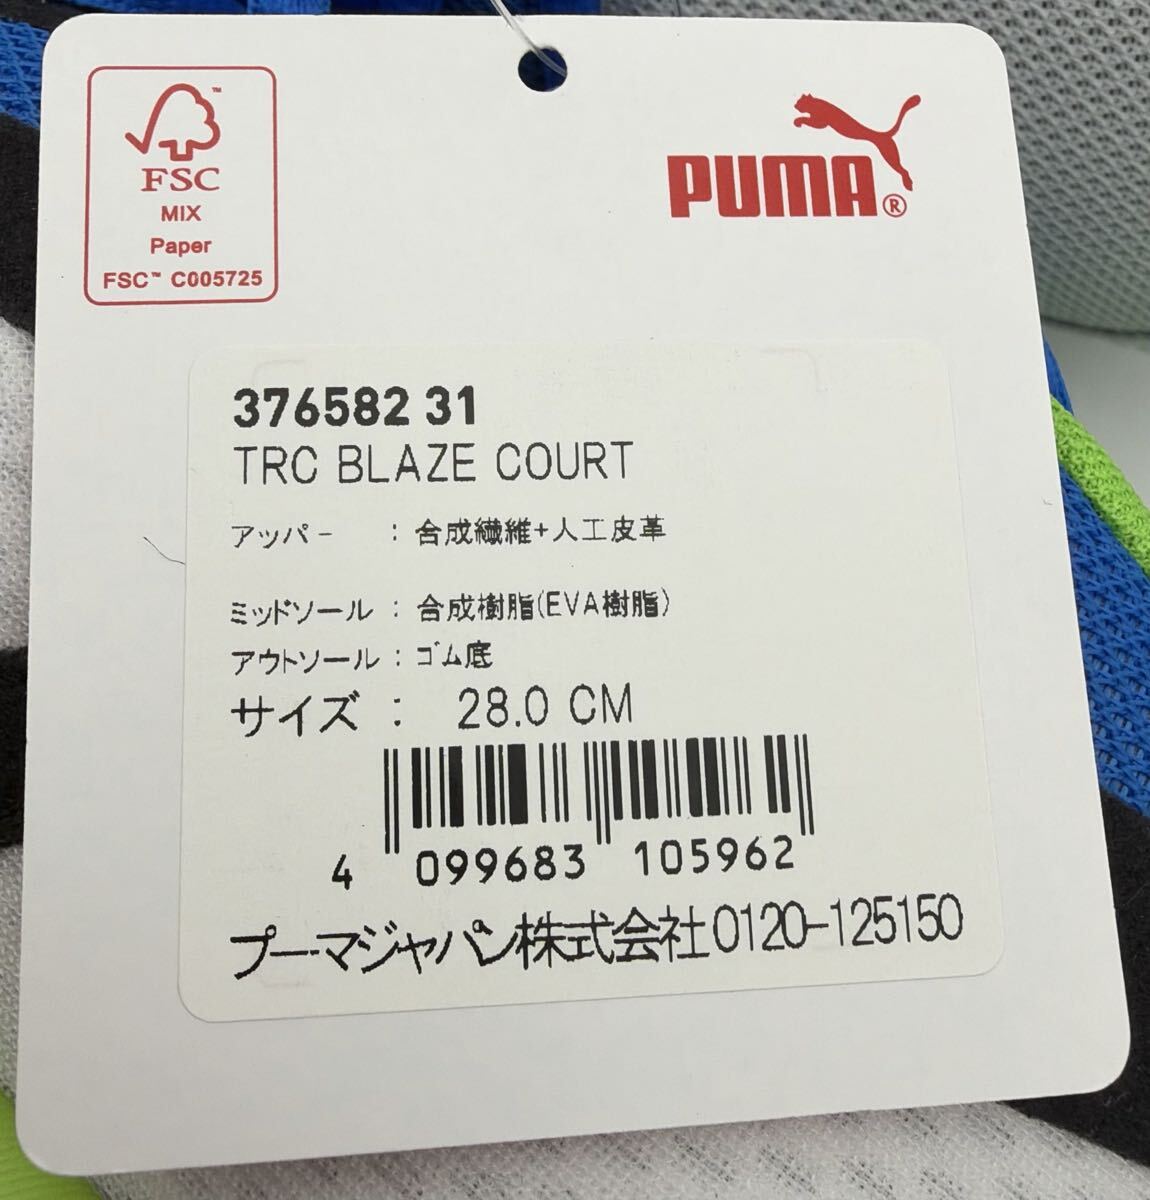 FSC
MIX
Paper
FSC™ C005725
PUMA®
376582 31
TRC BLAZE COURT
アッパー : 合成繊維+人工皮革
ミッドソール : 合成樹脂(EVA樹脂)
アウトソール : ゴム底
サイズ : 28.0 CM
4 099683 105962
プーマジャパン株式会社0120-125150